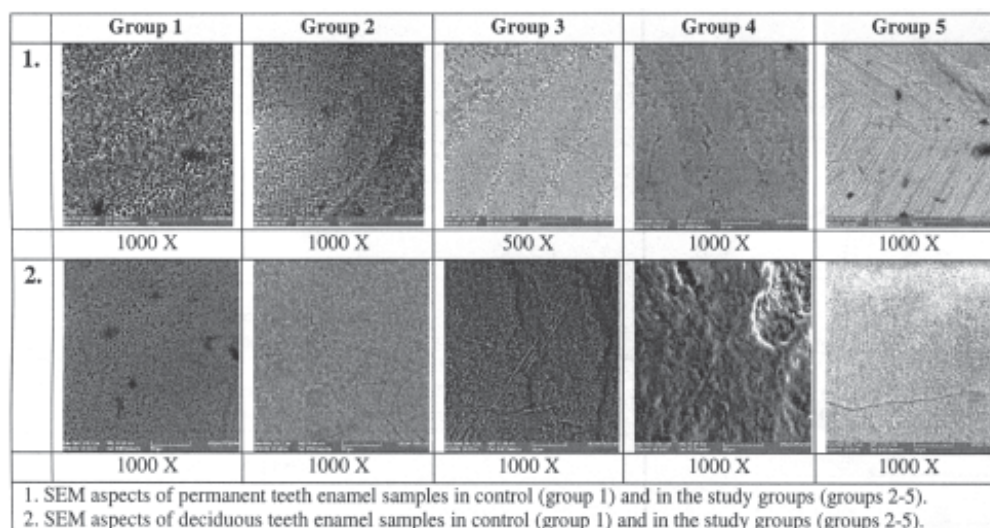 Group 1 Group 2 Group 3 Group 4 Group 5
1.
1000 X 1000 X 500 X 1000 X 1000 X
2.
1000 X 1000 X 1000 X 1000 X 1000 X
1. SEM aspects of permanent teeth enamel samples in control (group 1) and in the study groups (groups 2-5).
2. SEM aspects of deciduous teeth enamel samples in control (group 1) and in the study groups (groups 2-5).